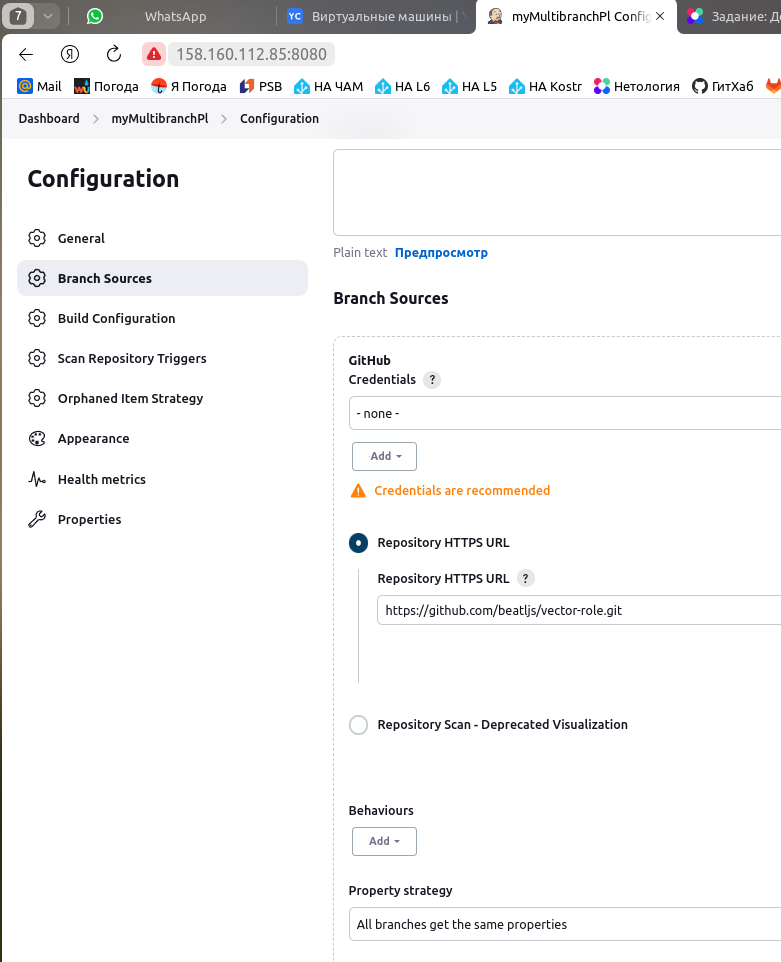 7
WhatsApp
YC Виртуальные машины |
myMultibranchPl Config
Задание: Д
158.160.112.85:8080
Mail
Погода
Я Погода
PSB
НА ЧАМ
HA L6
HA L5
HA Kostr
Нетология
ГитХаб
Dashboard
myMultibranchPl
Configuration
Configuration
General
Branch Sources
Build Configuration
Scan Repository Triggers
Orphaned Item Strategy
Appearance
Health metrics
Properties
Plain text Предпросмотр
Branch Sources
GitHub
Credentials ?
- none -
Add
Credentials are recommended
Repository HTTPS URL
Repository HTTPS URL ?
https://github.com/beatljs/vector-role.git
Repository Scan - Deprecated Visualization
Behaviours
Add
Property strategy
All branches get the same properties